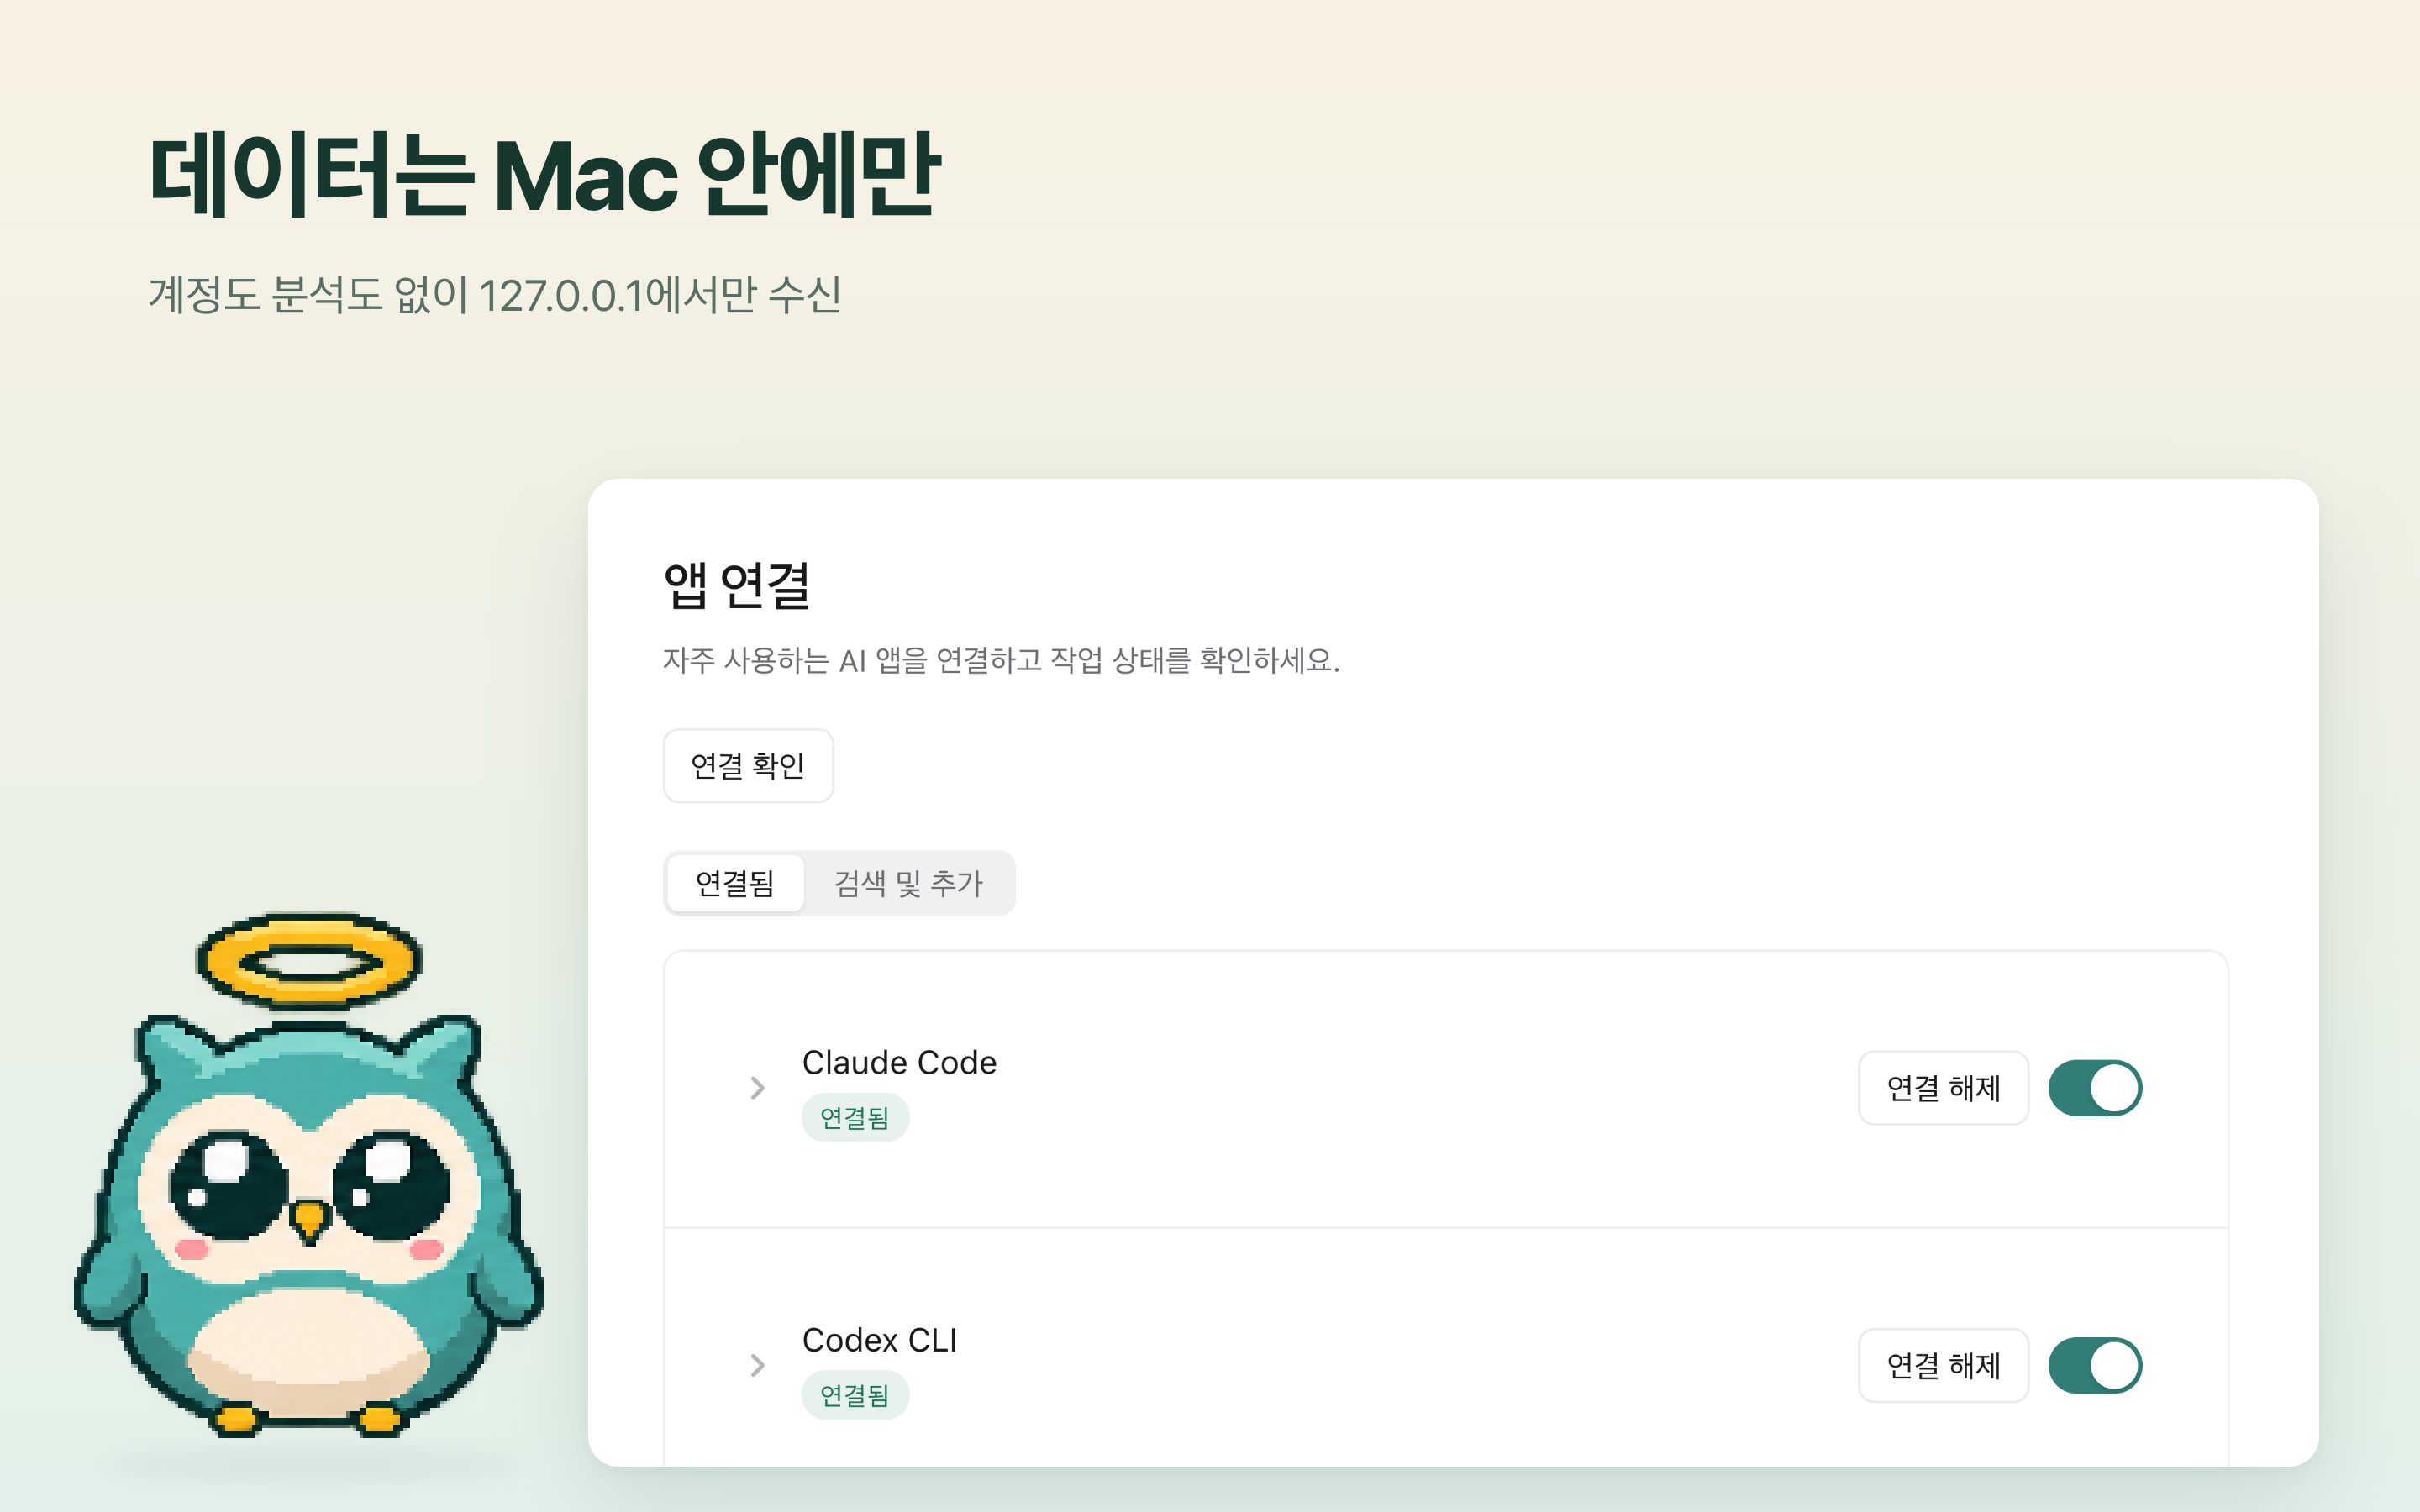 데이터는 Mac 안에만
계정도 분석도 없이 127.0.0.1에서만 수신
앱 연결
자주 사용하는 AI 앱을 연결하고 작업 상태를 확인하세요.
연결 확인
연결됨 검색 및 추가
Claude Code
연결됨
연결 해제
Codex CLI
연결됨
연결 해제